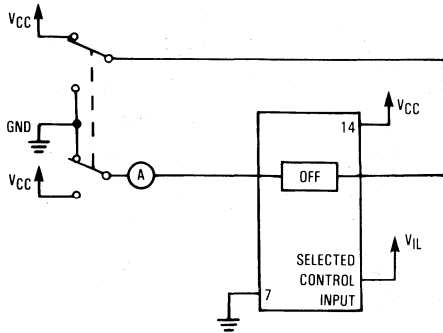 VCC
GND
VCC
A
14
VCC
OFF
VIL
SELECTED
CONTROL
INPUT
7